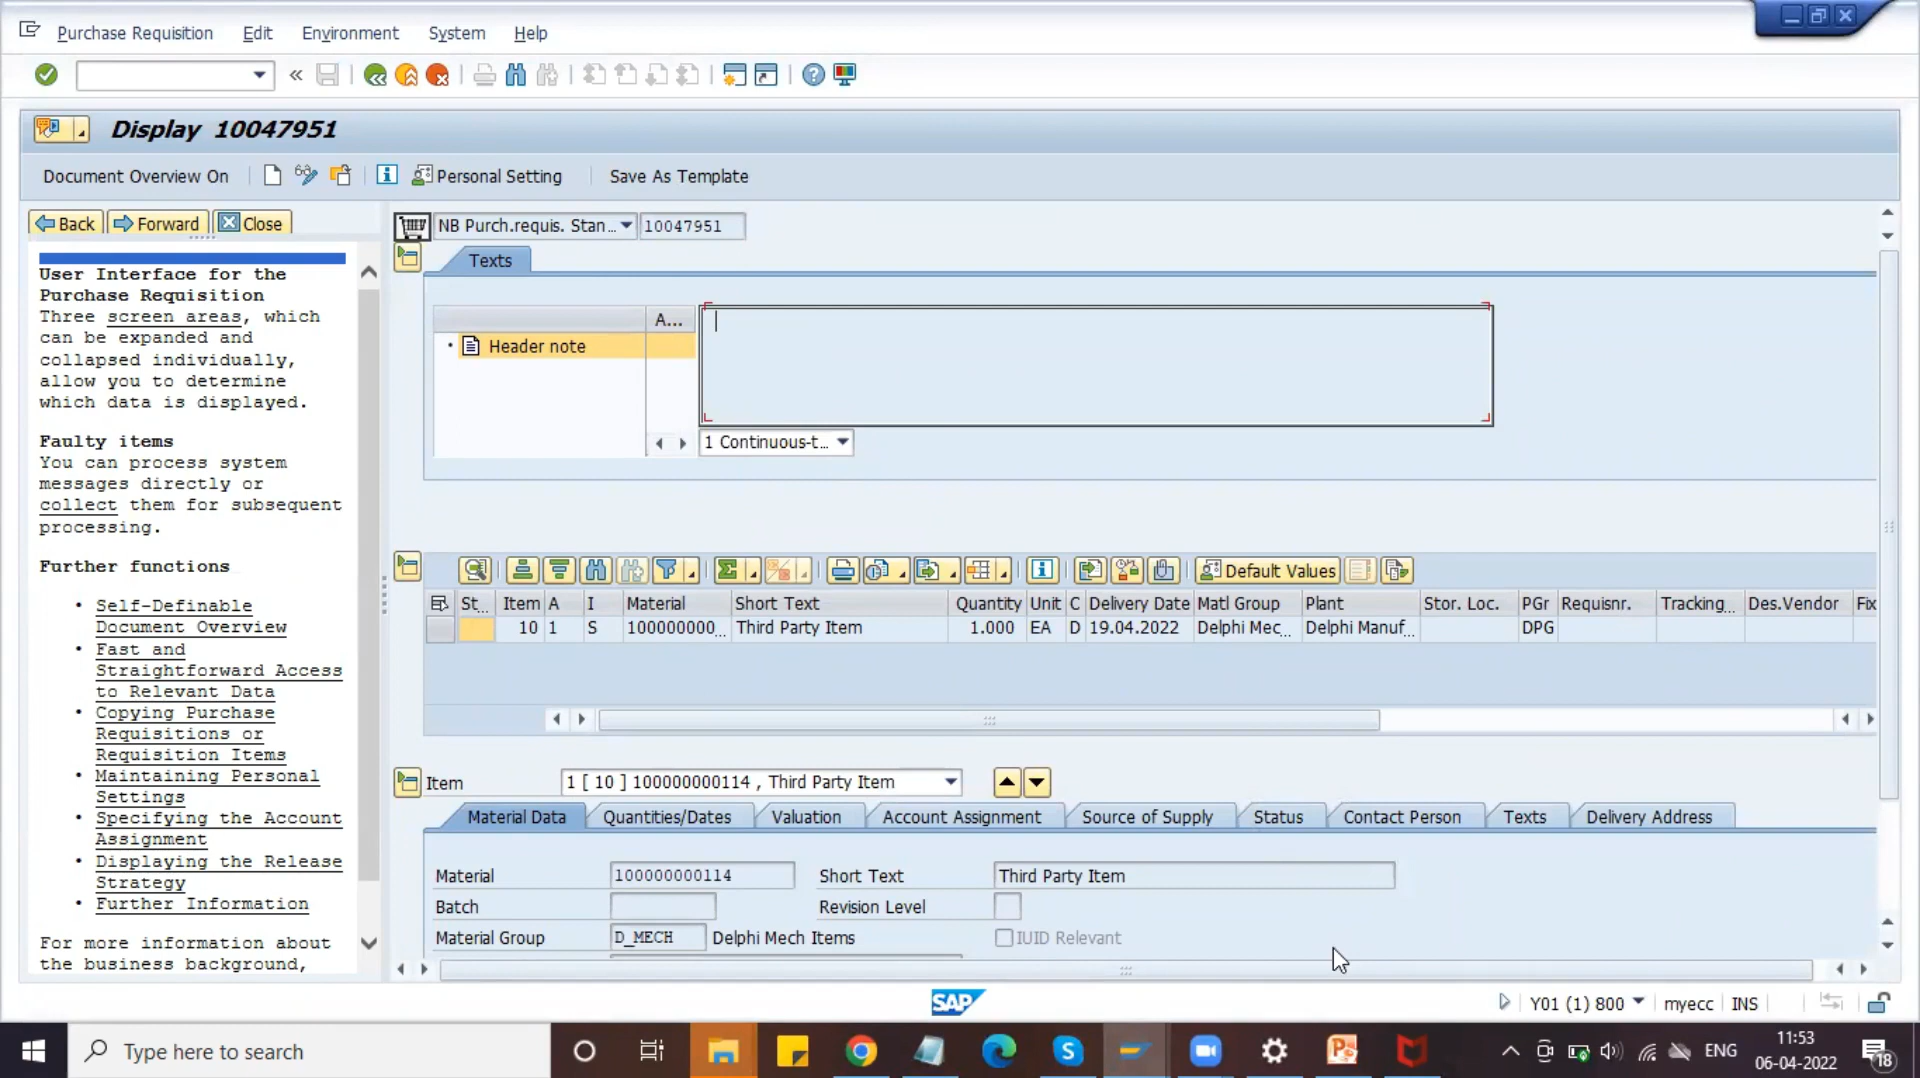 Purchase Requisition Edit Environment System Help
Display 10047951
Document Overview On Personal Setting Save As Template
Back Forward Close
User Interface for the
Purchase Requisition
Three screen areas, which
can be expanded and
collapsed individually,
allow you to determine
which data is displayed.
Faulty items
You can process system
messages directly or
collect them for subsequent
processing.
Further functions
• Self-Definable
Document Overview
• Fast and
Straightforward Access
to Relevant Data
• Copying Purchase
Requisitions or
Requisition Items
• Maintaining Personal
Settings
• Specifying the Account
Assignment
• Displaying the Release
Strategy
• Further Information
For more information about
the business background,
NB Purch.requis. Stan... 10047951
Texts
A...
Header note
1 Continuous-t...
Default Values
St... Item A I Material Short Text Quantity Unit C Delivery Date Matl Group Plant Stor. Loc. PGr Requisnr. Tracking... Des.Vendor Fix
10 1 S 100000000... Third Party Item 1.000 EA D 19.04.2022 Delphi Mec... Delphi Manuf... DPG
Item 1 [ 10 ] 100000000114 , Third Party Item
Material Data Quantities/Dates Valuation Account Assignment Source of Supply Status Contact Person Texts Delivery Address
Material 100000000114 Short Text Third Party Item
Batch Revision Level
Material Group D_MECH Delphi Mech Items IUID Relevant
SAP
Y01 (1) 800 myecc INS
Type here to search
ENG
11:53
06-04-2022
18